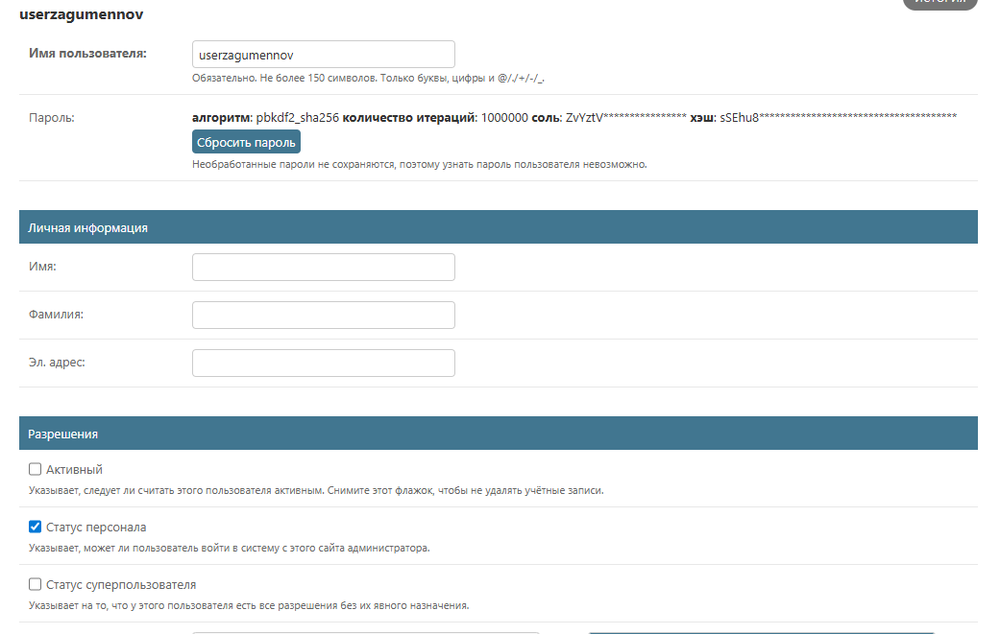 история
userzagumennov
Имя пользователя: userzagumennov
Обязательно. Не более 150 символов. Только буквы, цифры и @/./+/-/_.
Пароль: алгоритм: pbkdf2_sha256 количество итераций: 1000000 соль: ZvYztV**************** хэш: sSEhu8**************************************
Сбросить пароль
Необработанные пароли не сохраняются, поэтому узнать пароль пользователя невозможно.
Личная информация
Имя:
Фамилия:
Эл. адрес:
Разрешения
Активный
Указывает, следует ли считать этого пользователя активным. Снимите этот флажок, чтобы не удалять учётные записи.
Статус персонала
Указывает, может ли пользователь войти в систему с этого сайта администратора.
Статус суперпользователя
Указывает на то, что у этого пользователя есть все разрешения без их явного назначения.